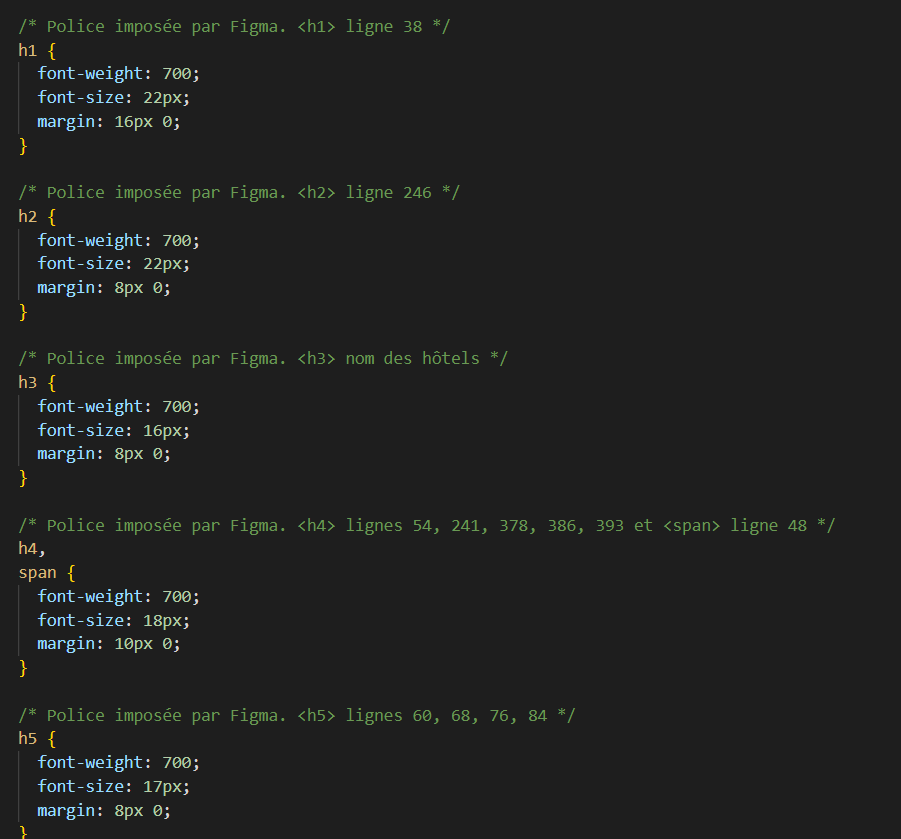 /* Police imposée par Figma. <h1> ligne 38 */
h1 {
font-weight: 700;
font-size: 22px;
margin: 16px 0;
}
/* Police imposée par Figma. <h2> ligne 246 */
h2 {
font-weight: 700;
font-size: 22px;
margin: 8px 0;
}
/* Police imposée par Figma. <h3> nom des hôtels */
h3 {
font-weight: 700;
font-size: 16px;
margin: 8px 0;
}
/* Police imposée par Figma. <h4> lignes 54, 241, 378, 386, 393 et <span> ligne 48 */
h4,
span {
font-weight: 700;
font-size: 18px;
margin: 10px 0;
}
/* Police imposée par Figma. <h5> lignes 60, 68, 76, 84 */
h5 {
font-weight: 700;
font-size: 17px;
margin: 8px 0;
}